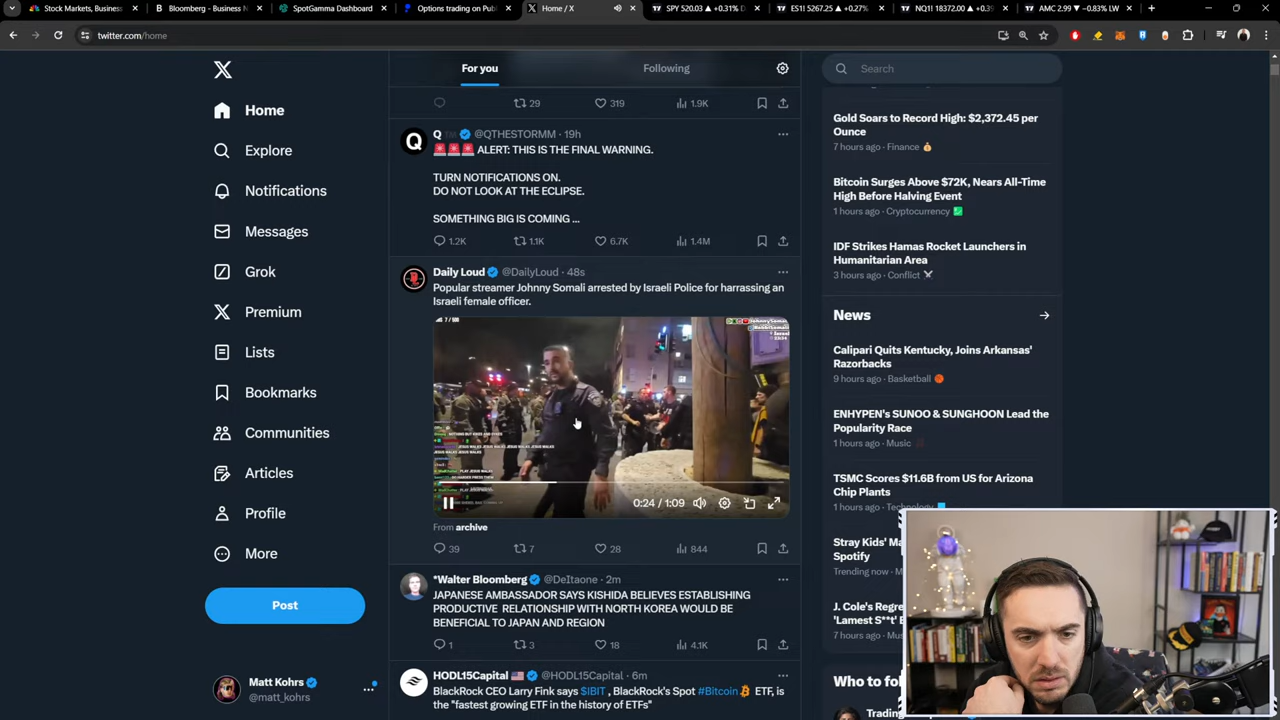 Stock Markets, Business
Bloomberg - Business N
SpotGamma Dashboard
Options trading on Publ
Home / X
SPY 520.03 ▲ +0.31% D
ES1! 5267.25 ▲ +0.27%
NQ1! 18372.00 ▲ +0.39
AMC 2.99 ▼ −0.83% LW
twitter.com/home
Home
Explore
Notifications
Messages
Grok
Premium
Lists
Bookmarks
Communities
Articles
Profile
More
Post
Matt Kohrs
@matt_kohrs
For you
Following
29
319
1.9K
Q @QTHESTORMM · 19h
🚨🚨🚨 ALERT: THIS IS THE FINAL WARNING.
TURN NOTIFICATIONS ON.
DO NOT LOOK AT THE ECLIPSE.
SOMETHING BIG IS COMING ...
1.2K
1.1K
6.7K
1.4M
Daily Loud @DailyLoud · 48s
Popular streamer Johnny Somali arrested by Israeli Police for harrassing an
Israeli female officer.
0:24 / 1:09
From archive
39
7
28
844
*Walter Bloomberg @DeItaone · 2m
JAPANESE AMBASSADOR SAYS KISHIDA BELIEVES ESTABLISHING
PRODUCTIVE RELATIONSHIP WITH NORTH KOREA WOULD BE
BENEFICIAL TO JAPAN AND REGION
1
3
18
4.1K
HODL15Capital 🇺🇸 @HODL15Capital · 6m
BlackRock CEO Larry Fink says $IBIT , BlackRock's Spot #Bitcoin ETF, is
the "fastest growing ETF in the history of ETFs"
Search
Gold Soars to Record High: $2,372.45 per
Ounce
7 hours ago · Finance
Bitcoin Surges Above $72K, Nears All-Time
High Before Halving Event
1 hours ago · Cryptocurrency
IDF Strikes Hamas Rocket Launchers in
Humanitarian Area
3 hours ago · Conflict
News
Calipari Quits Kentucky, Joins Arkansas'
Razorbacks
9 hours ago · Basketball
ENHYPEN's SUNOO & SUNGHOON Lead the
Popularity Race
1 hours ago · Music
TSMC Scores $11.6B from US for Arizona
Chip Plants
1 hours ago · Technology
Stray Kids' Ma
Spotify
Trending now · M
J. Cole's Regre
'Lamest S**t' E
7 hours ago · Mus
Who to fol
Trading